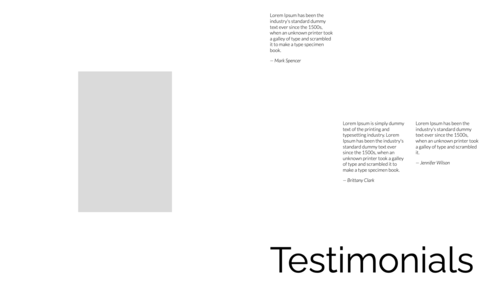 Lorem Ipsum has been the
industry's standard dummy
text ever since the 1500s,
when an unknown printer took
a galley of type and scrambled
it to make a type specimen
book.
— Mark Spencer
Lorem Ipsum is simply dummy
text of the printing and
typesetting industry. Lorem
Ipsum has been the industry's
standard dummy text ever
since the 1500s, when an
unknown printer took a galley
of type and scrambled it to
make a type specimen book.
— Brittany Clark
Lorem Ipsum has been the
industry's standard dummy
text ever since the 1500s,
when an unknown printer took
a galley of type and scrambled
it.
— Jennifer Wilson
Testimonials